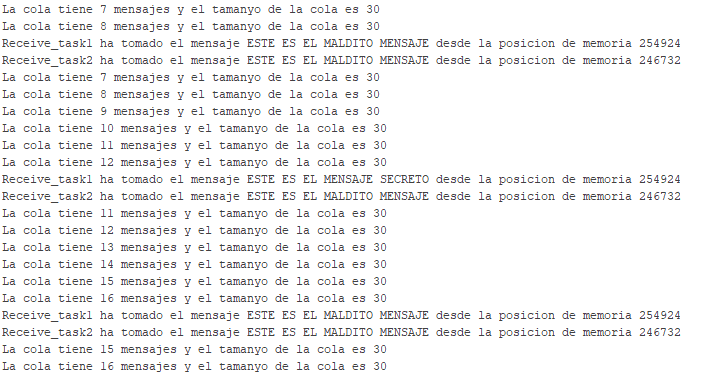 La cola tiene 7 mensajes y el tamanyo de la cola es 30
La cola tiene 8 mensajes y el tamanyo de la cola es 30
Receive_task1 ha tomado el mensaje ESTE ES EL MALDITO MENSAJE desde la posicion de memoria 254924
Receive_task2 ha tomado el mensaje ESTE ES EL MALDITO MENSAJE desde la posicion de memoria 246732
La cola tiene 7 mensajes y el tamanyo de la cola es 30
La cola tiene 8 mensajes y el tamanyo de la cola es 30
La cola tiene 9 mensajes y el tamanyo de la cola es 30
La cola tiene 10 mensajes y el tamanyo de la cola es 30
La cola tiene 11 mensajes y el tamanyo de la cola es 30
La cola tiene 12 mensajes y el tamanyo de la cola es 30
Receive_task1 ha tomado el mensaje ESTE ES EL MENSAJE SECRETO desde la posicion de memoria 254924
Receive_task2 ha tomado el mensaje ESTE ES EL MALDITO MENSAJE desde la posicion de memoria 246732
La cola tiene 11 mensajes y el tamanyo de la cola es 30
La cola tiene 12 mensajes y el tamanyo de la cola es 30
La cola tiene 13 mensajes y el tamanyo de la cola es 30
La cola tiene 14 mensajes y el tamanyo de la cola es 30
La cola tiene 15 mensajes y el tamanyo de la cola es 30
La cola tiene 16 mensajes y el tamanyo de la cola es 30
Receive_task1 ha tomado el mensaje ESTE ES EL MALDITO MENSAJE desde la posicion de memoria 254924
Receive_task2 ha tomado el mensaje ESTE ES EL MALDITO MENSAJE desde la posicion de memoria 246732
La cola tiene 15 mensajes y el tamanyo de la cola es 30
La cola tiene 16 mensajes y el tamanyo de la cola es 30